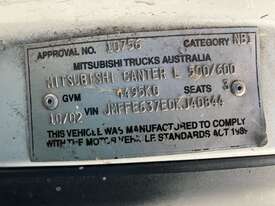 APPROVAL NO. 10756 CATEGORY NB1
MITSUBISHI TRUCKS AUSTRALIA
MITSUBISHI CANTER L 500/600
GVM 4495KG SEATS 3
10/02 VIN JMFFE637E0KJ40844
THIS VEHICLE WAS MANUFACTURED TO COMPLY
WITH THE MOTOR VEHICLE STANDARDS ACT 1989